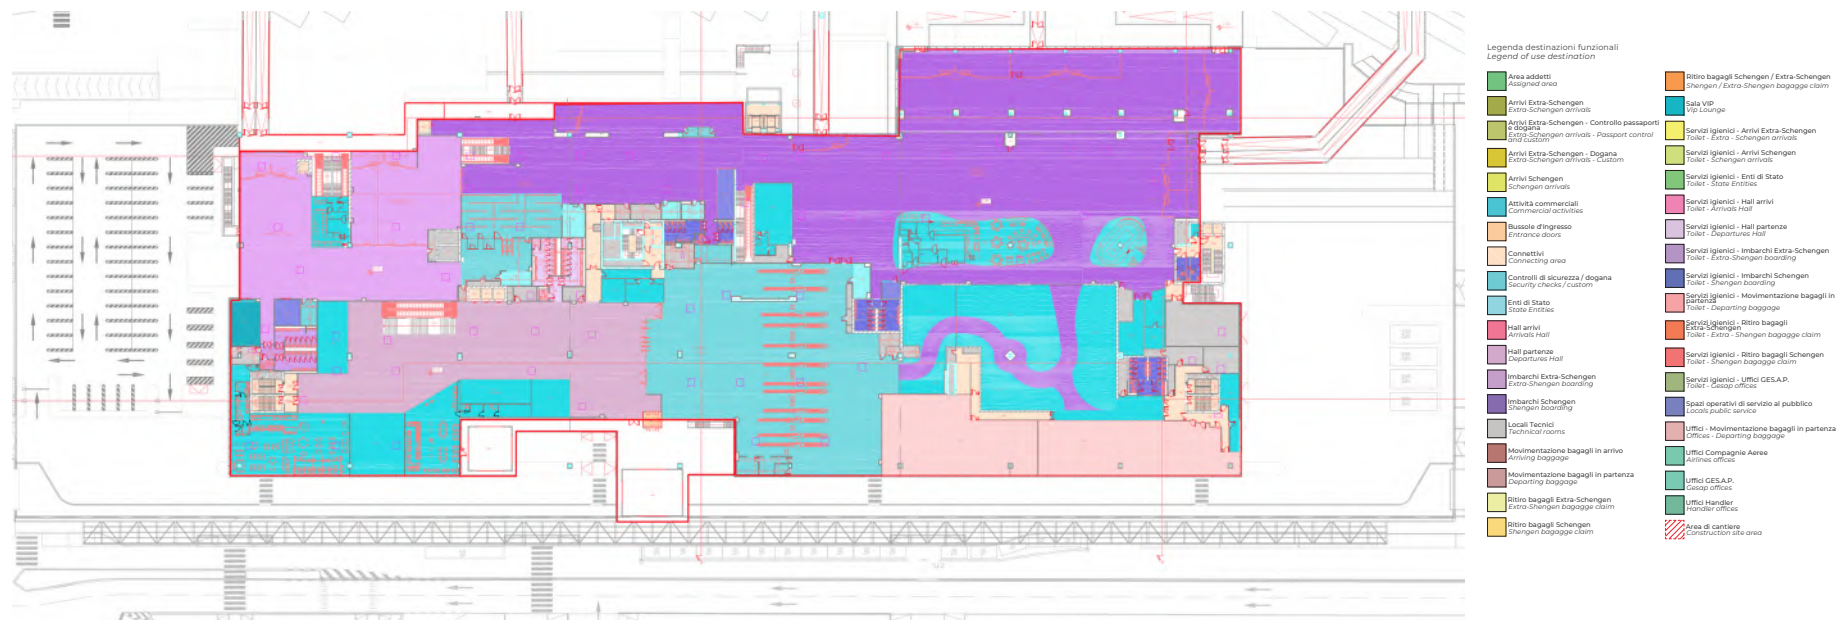 Legenda destinazioni funzionali
Legend of use destination
Area addetti
Assigned area
Arrivi Extra-Schengen
Extra-Schengen arrivals
Arrivi Extra-Schengen - Controllo passaporti
e dogana
Extra-Schengen arrivals - Passport control
and custom
Arrivi Extra-Schengen - Dogana
Extra-Schengen arrivals - Custom
Arrivi Schengen
Schengen arrivals
Attività commerciali
Commercial activities
Bussole d'ingresso
Entrance doors
Connettivi
Connecting area
Controlli di sicurezza / dogana
Security checks / custom
Enti di Stato
State Entities
Hall arrivi
Arrivals Hall
Hall partenze
Departures Hall
Imbarchi Extra-Schengen
Extra-Shengen boarding
Imbarchi Schengen
Shengen boarding
Locali Tecnici
Technical rooms
Movimentazione bagagli in arrivo
Arriving baggage
Movimentazione bagagli in partenza
Departing baggage
Ritiro bagagli Extra-Schengen
Extra-Shengen bagagge claim
Ritiro bagagli Schengen
Shengen bagagge claim
Ritiro bagagli Schengen / Extra-Schengen
Shengen / Extra-Shengen bagagge claim
Sala VIP
Vip Lounge
Servizi igienici - Arrivi Extra-Schengen
Toilet - Extra - Schengen arrivals
Servizi igienici - Arrivi Schengen
Toilet - Schengen arrivals
Servizi igienici - Enti di Stato
Toilet - State Entities
Servizi igienici - Hall arrivi
Toilet - Arrivals Hall
Servizi igienici - Hall partenze
Toilet - Departures Hall
Servizi igienici - Imbarchi Extra-Schengen
Toilet - Extra-Shengen boarding
Servizi igienici - Imbarchi Schengen
Toilet - Shengen boarding
Servizi igienici - Movimentazione bagagli in
partenza
Toilet - Departing baggage
Servizi igienici - Ritiro bagagli
Extra-Schengen
Toilet - Extra - Shengen bagagge claim
Servizi igienici - Ritiro bagagli Schengen
Toilet - Shengen bagagge claim
Servizi igienici - Uffici GES.A.P.
Toilet - Gesap offices
Spazi operativi di servizio al pubblico
Locals public service
Uffici - Movimentazione bagagli in partenza
Offices - Departing baggage
Uffici Compagnie Aeree
Airlines offices
Uffici GES.A.P.
Gesap offices
Uffici Handler
Handler offices
Area di cantiere
Construction site area